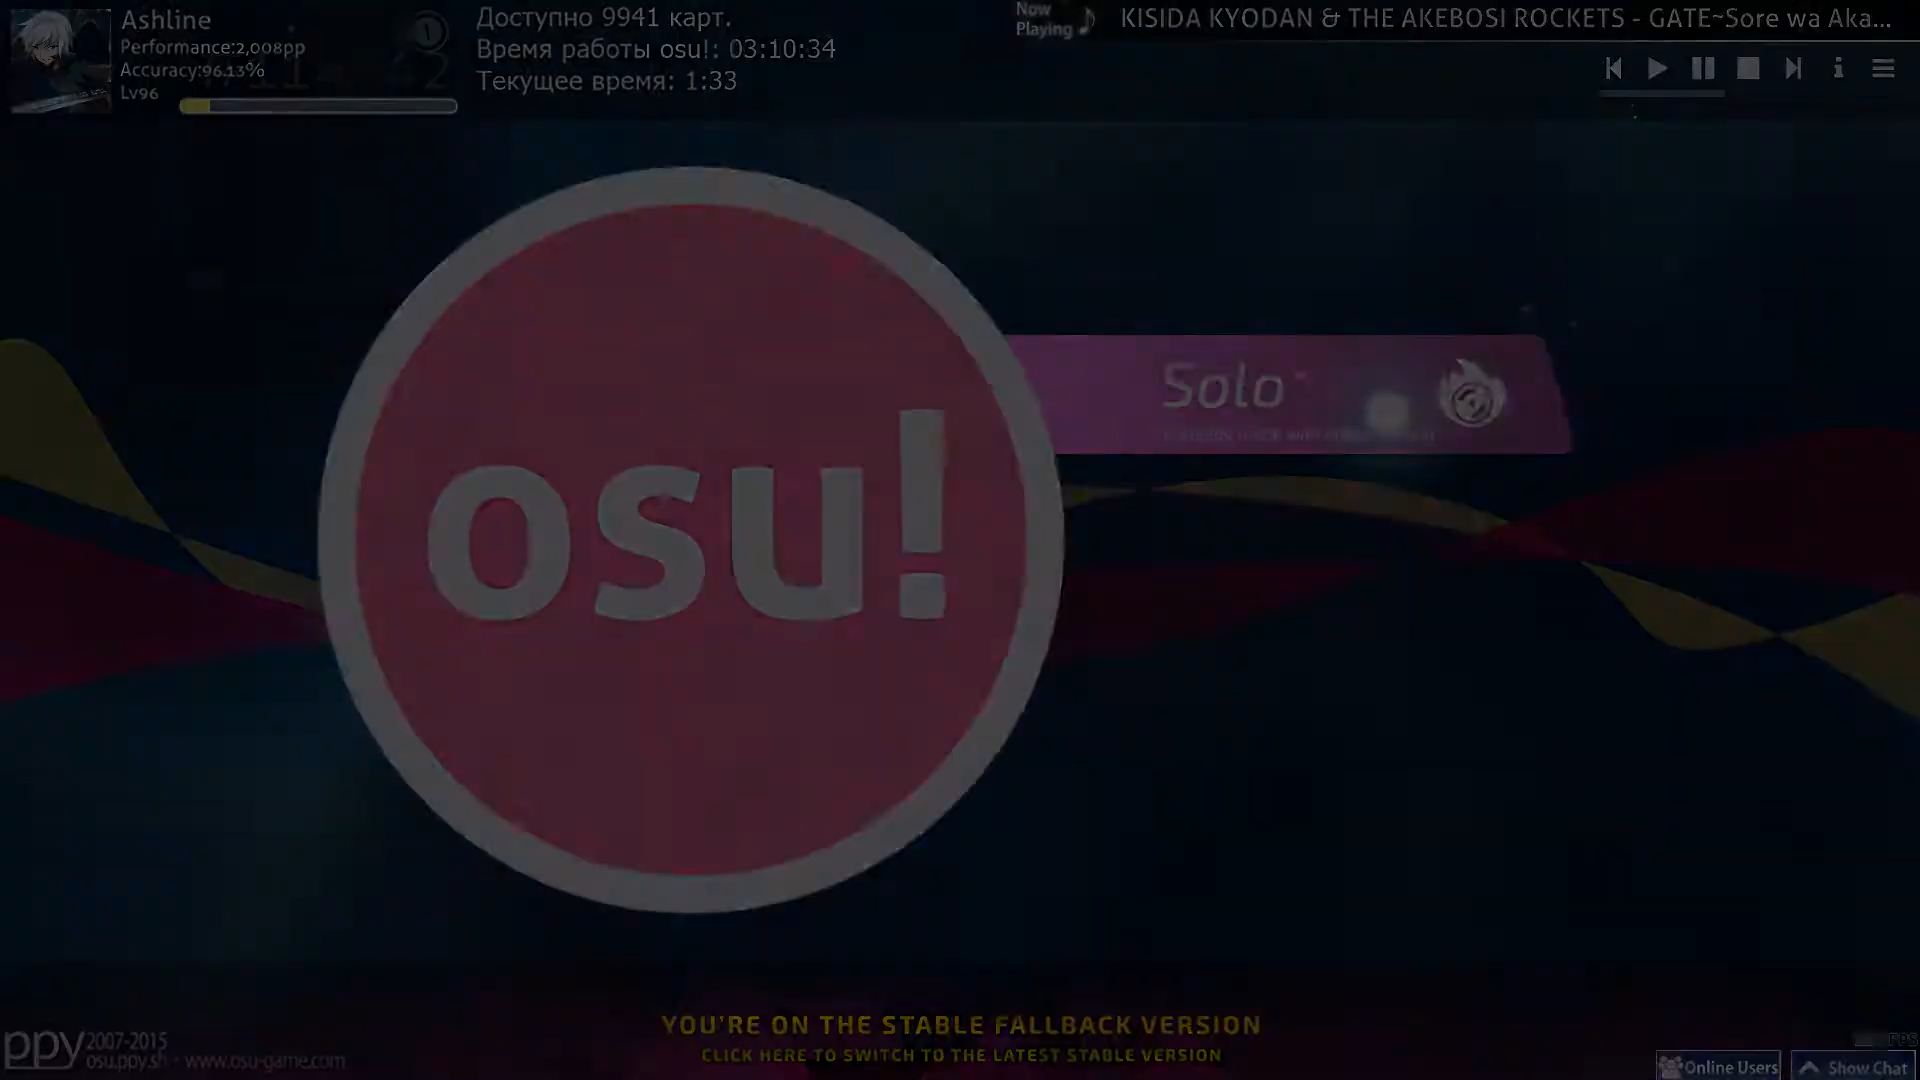 Ashline
Performance:2,008pp
Accuracy:96.13%
Lv96
Доступно 9941 карт.
Время работы osu!: 03:10:34
Текущее время: 1:33
Now Playing
KISIDA KYODAN & THE AKEBOSI ROCKETS - GATE~Sore wa Aka...
Solo
osu!
YOU'RE ON THE STABLE FALLBACK VERSION
CLICK HERE TO SWITCH TO THE LATEST STABLE VERSION
ppy 2007-2015
osu.ppy.sh - www.osu-game.com
FPS
Online Users
Show Chat